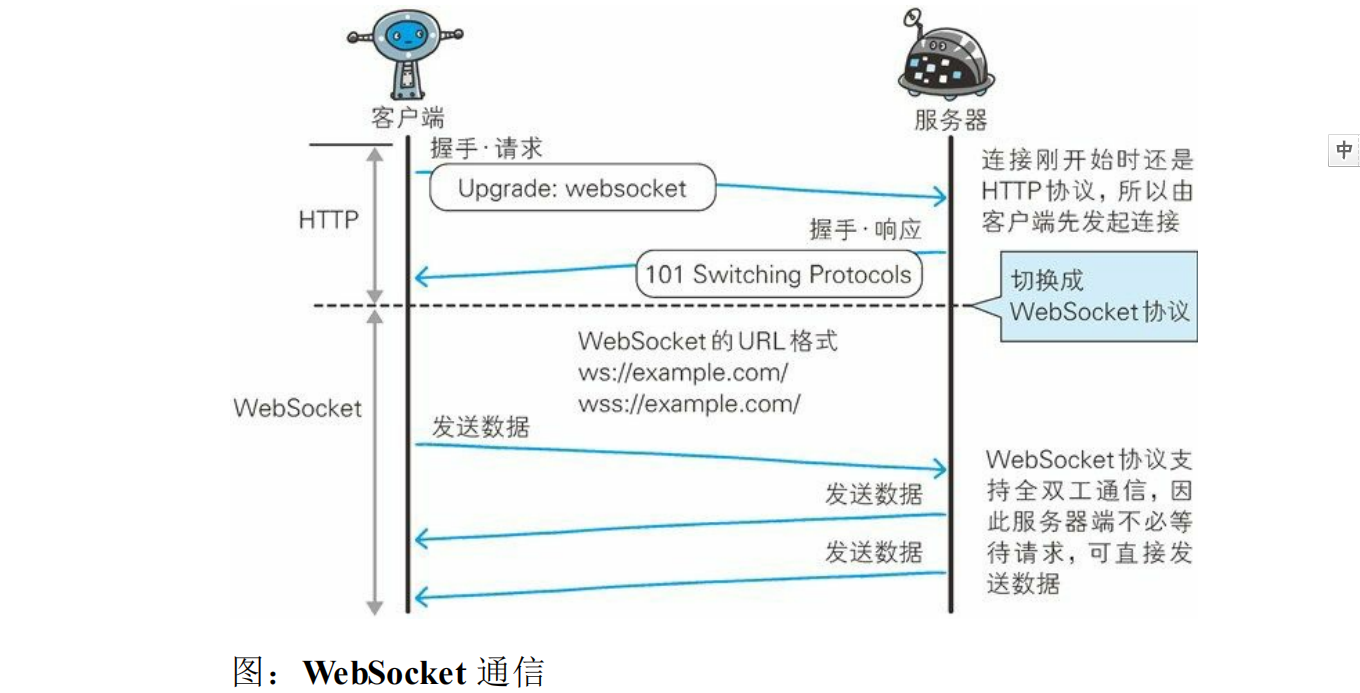 客户端
服务器
握手·请求
Upgrade: websocket
连接刚开始时还是
HTTP协议，所以由
客户端先发起连接
中
HTTP
握手·响应
101 Switching Protocols
切换成
WebSocket协议
WebSocket的URL格式
ws://example.com/
wss://example.com/
WebSocket
发送数据
发送数据
发送数据
WebSocket协议支
持全双工通信，因
此服务器端不必等
待请求，可直接发
送数据
图：WebSocket 通信